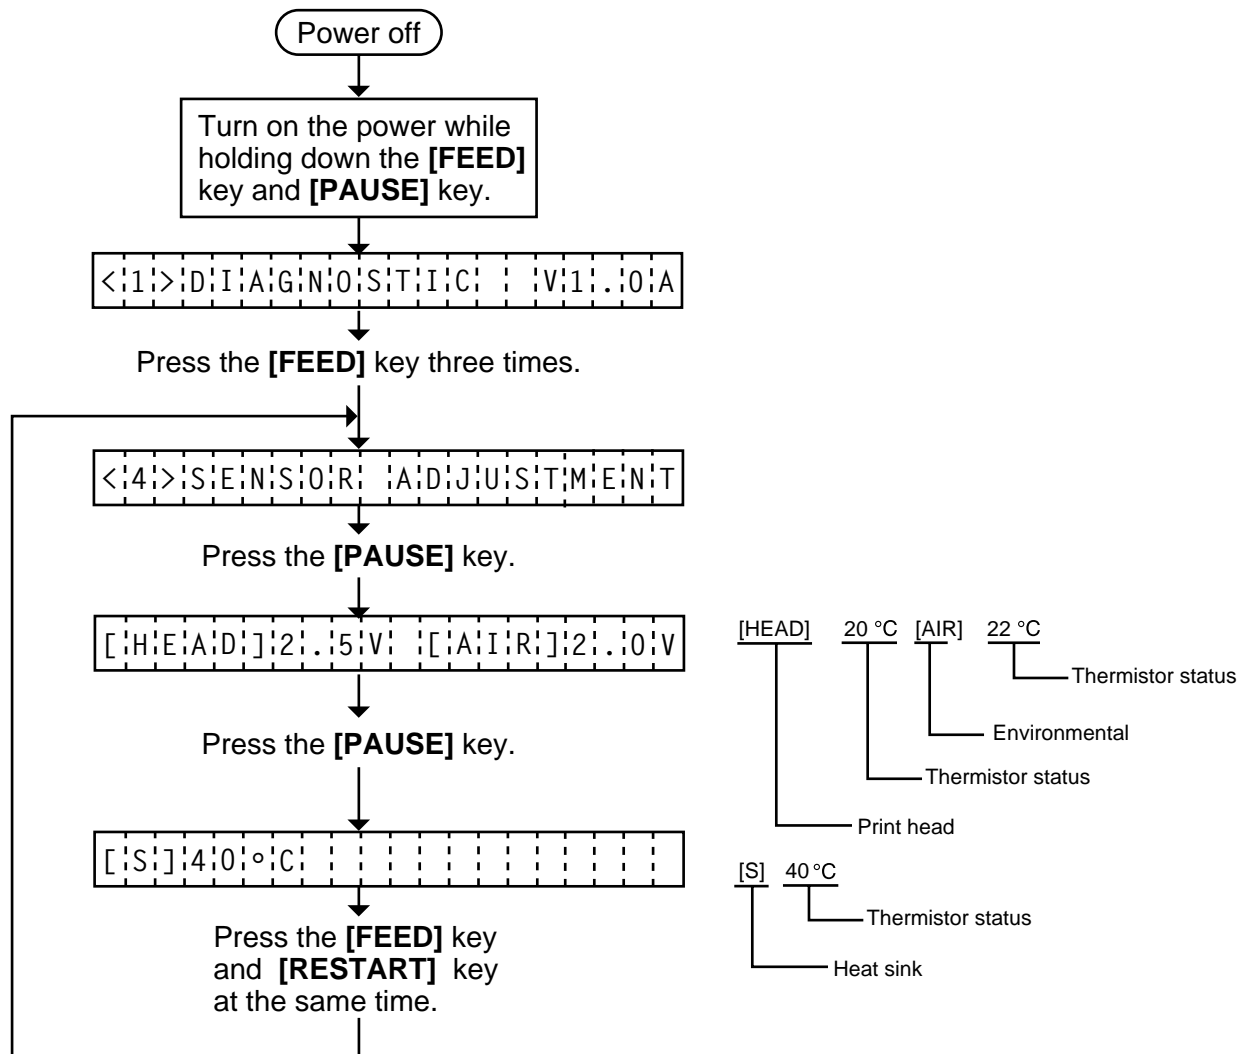 Power off
Turn on the power while
holding down the [FEED]
key and [PAUSE] key.
<1>DIAGNOSTIC  V1.0A
Press the [FEED] key three times.
<4>SENSOR ADJUSTMENT
Press the [PAUSE] key.
[HEAD]2.5V [AIR]2.0V
[HEAD] 20 °C [AIR] 22 °C
Thermistor status
Environmental
Thermistor status
Print head
Press the [PAUSE] key.
[S]40°C
[S] 40 °C
Thermistor status
Heat sink
Press the [FEED] key
and [RESTART] key
at the same time.